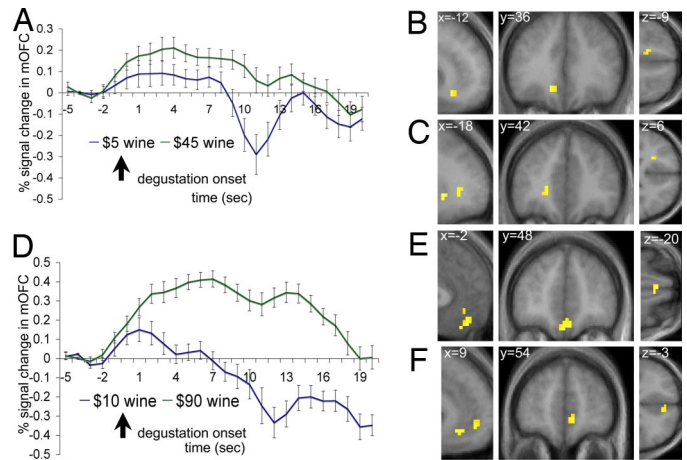 A
% signal change in mOFC
0.3
0.2
0.1
0
-0.1
-0.2
-0.3
-0.4
-0.5
-5 -2 1 4 7 10 13 16 19
$5 wine $45 wine
degustation onset
time (sec)
B
x=-12 y=36 z=-9
C
x=-18 y=42 z=6
D
% signal change in mOFC
0.5
0.4
0.3
0.2
0.1
0
-0.1
-0.2
-0.3
-0.4
-0.5
-5 -2 1 4 7 10 13 16 19
$10 wine $90 wine
degustation onset
time (sec)
E
x=-2 y=48 z=-20
F
x=9 y=54 z=-3